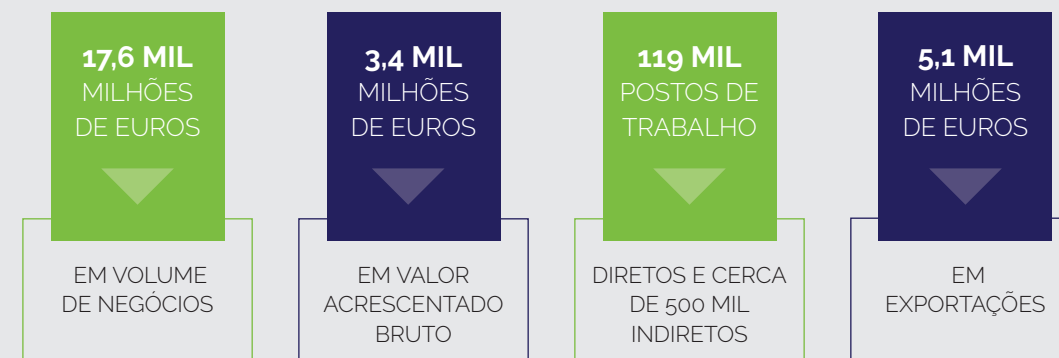 17,6 MIL
MILHÕES
DE EUROS
EM VOLUME
DE NEGÓCIOS
3,4 MIL
MILHÕES
DE EUROS
EM VALOR
ACRESCENTADO
BRUTO
119 MIL
POSTOS DE
TRABALHO
DIRETOS E CERCA
DE 500 MIL
INDIRETOS
5,1 MIL
MILHÕES
DE EUROS
EM
EXPORTAÇÕES